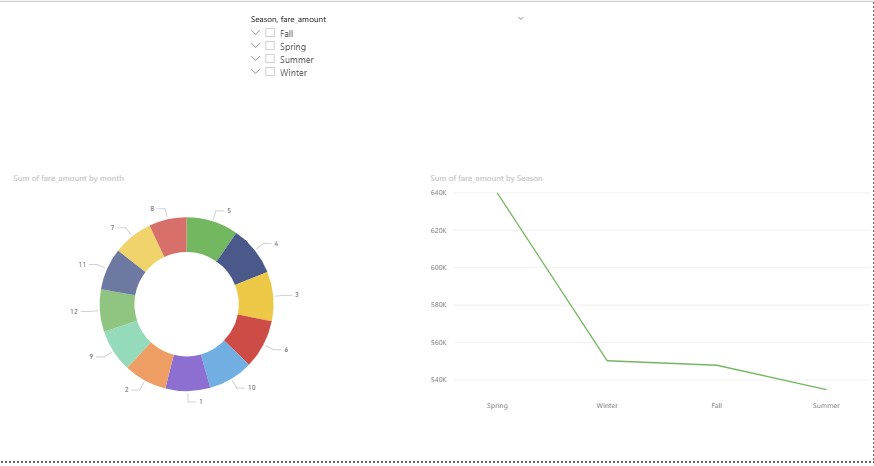 Season, fare_amount
Fall
Spring
Summer
Winter
Sum of fare_amount by month
8
5
7
4
11
3
12
6
9
10
2
1
Sum of fare_amount by Season
640K
620K
600K
580K
560K
540K
Spring Winter Fall Summer